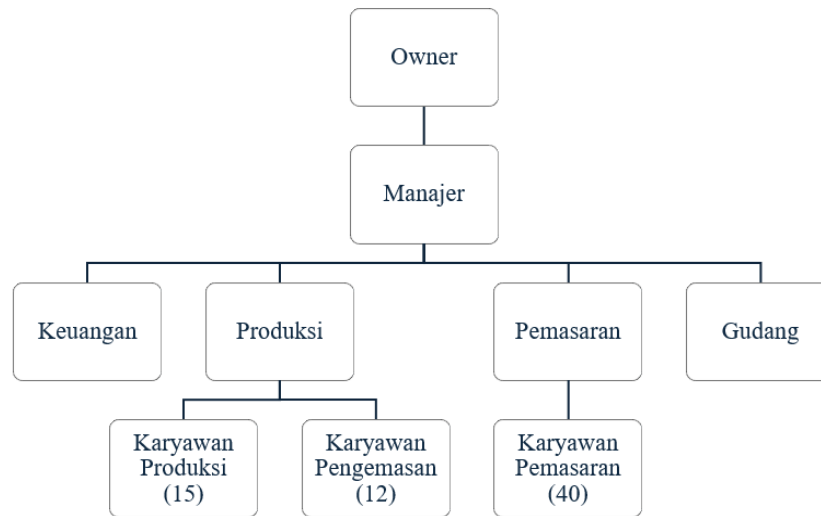 Owner
Manajer
Keuangan
Produksi
Pemasaran
Gudang
Karyawan
Produksi
(15)
Karyawan
Pengemasan
(12)
Karyawan
Pemasaran
(40)